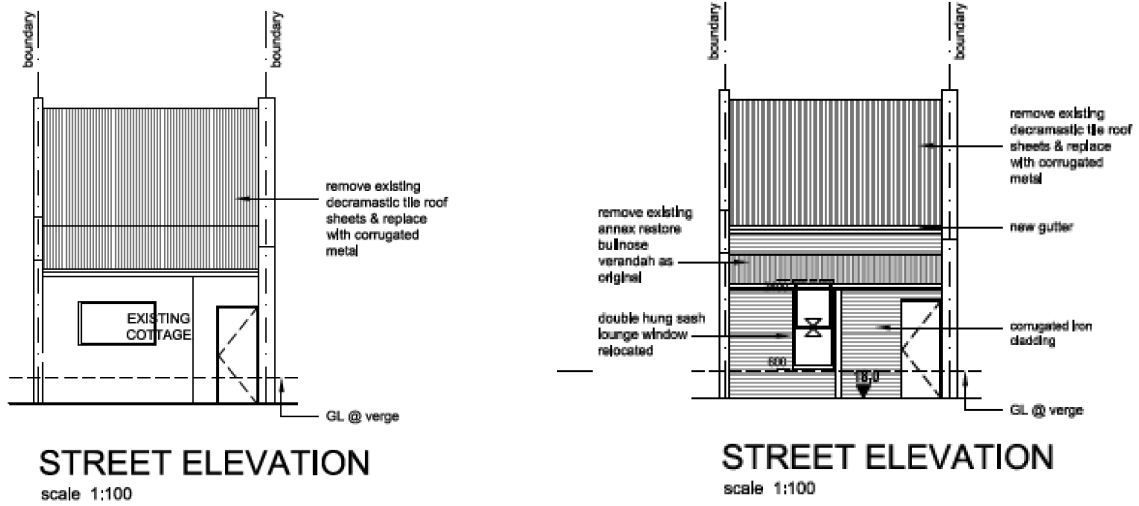 boundary
boundary
remove existing
decramastic tile roof
sheets & replace
with corrugated
metal
EXISTING
COTTAGE
GL @ verge
STREET ELEVATION
scale 1:100
boundary
boundary
remove existing
decramastic tile roof
sheets & replace
with corrugated
metal
new gutter
remove existing
annex restore
bullnose
verandah as
original
double hung sash
lounge window
relocated
600
corrugated iron
cladding
18.0
GL @ verge
STREET ELEVATION
scale 1:100